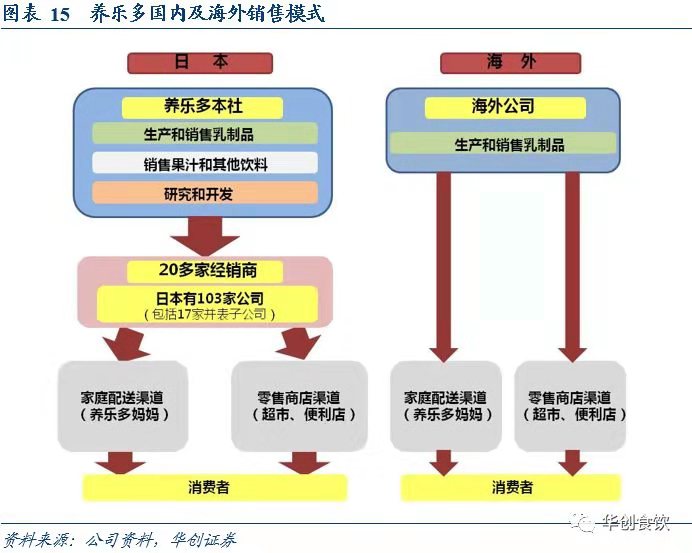 图表 15 养乐多国内及海外销售模式
日 本
养乐多本社
生产和销售乳制品
销售果汁和其他饮料
研究和开发
20多家经销商
日本有103家公司
（包括17家并表子公司）
家庭配送渠道
（养乐多妈妈）
零售商店渠道
（超市、便利店）
消费者
海 外
海外公司
生产和销售乳制品
家庭配送渠道
（养乐多妈妈）
零售商店渠道
（超市、便利店）
消费者
华创食饮
资料来源：公司资料，华创证券